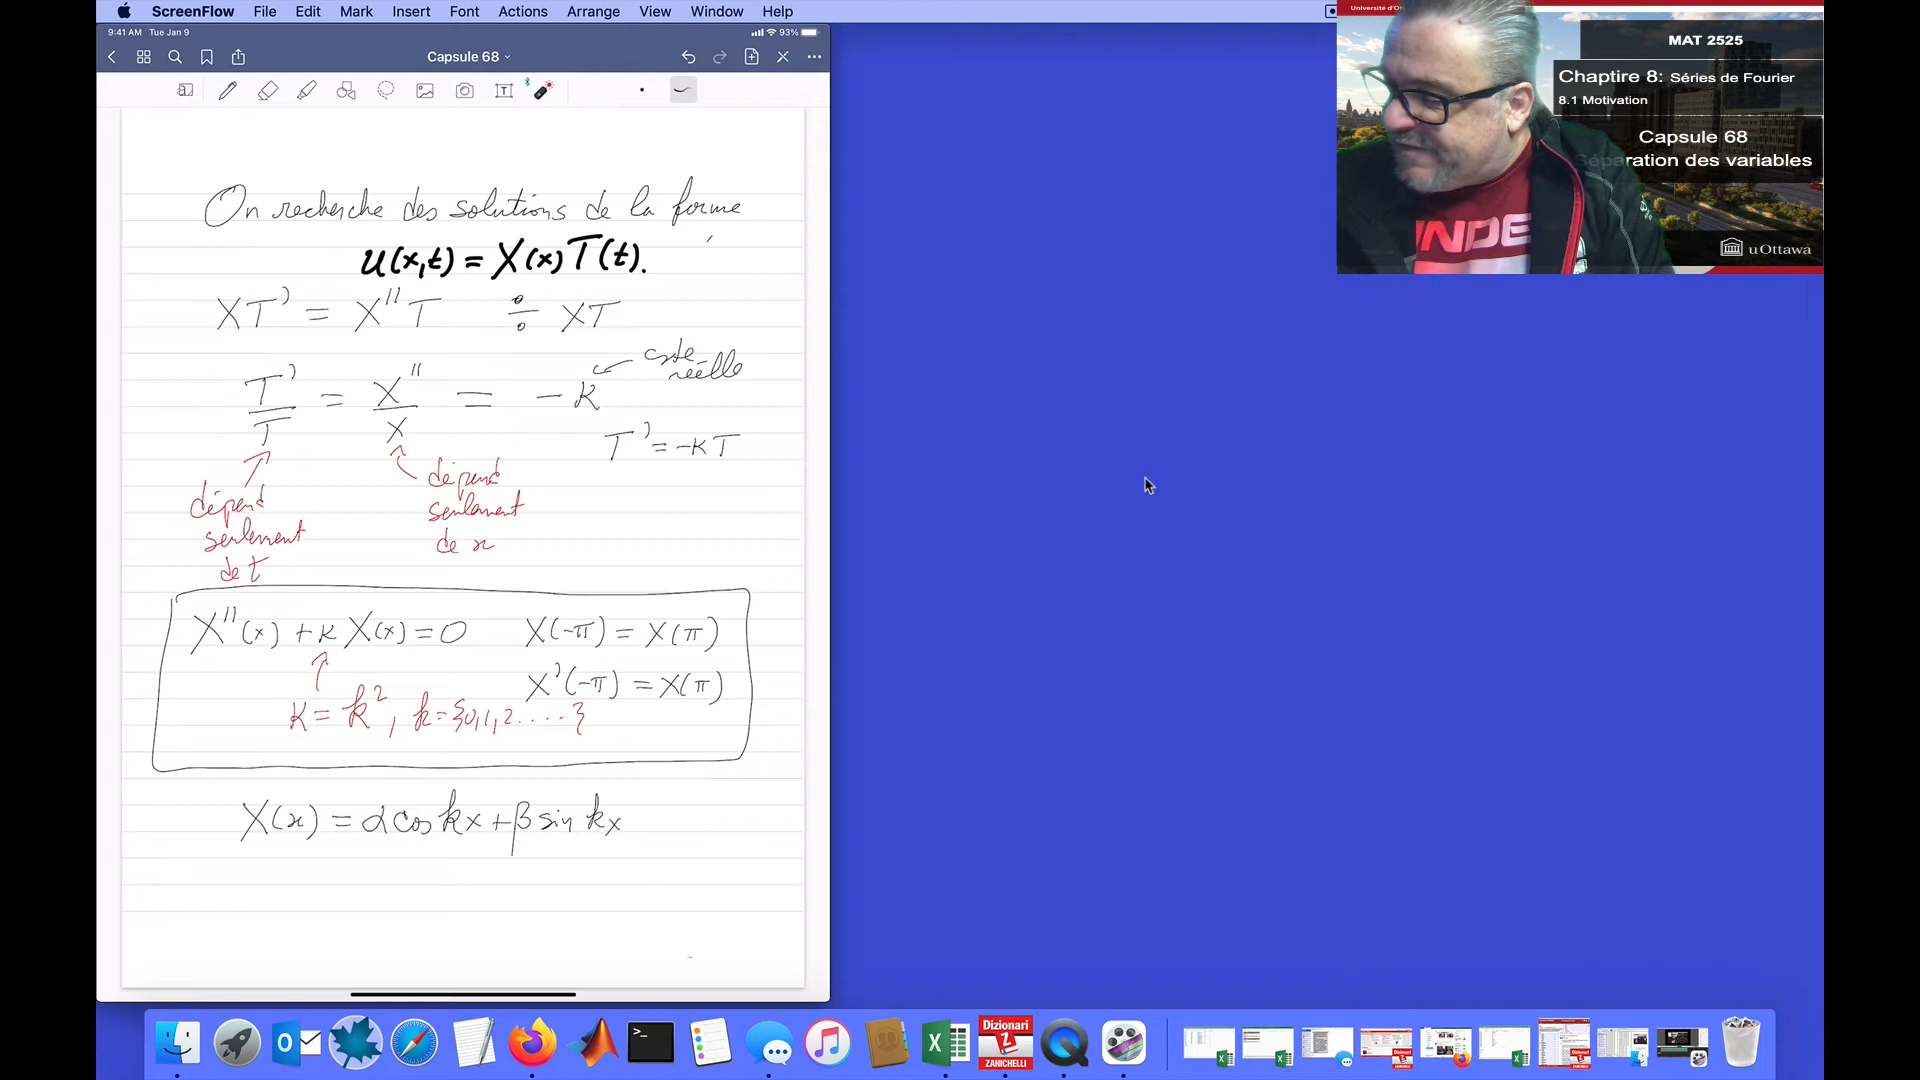 ScreenFlow File Edit Mark Insert Font Actions Arrange View Window Help
9:41 AM Tue Jan 9
93%
Capsule 68
T
On recherche des solutions de la forme
u(x,t) = X(x)T(t).
XT' = X''T ÷ XT
T'/T = X''/X = -K
cste
réelle
T' = -KT
dépend
seulement
de t
dépend
seulement
de x
X''(x) + K X(x) = 0 X(-π) = X(π)
X'(-π) = X(π)
K = k², k = {0, 1, 2 ..... }
X(x) = α cos kx + β sin kx
MAT 2525
Chaptire 8: Séries de Fourier
8.1 Motivation
Capsule 68
Séparation des variables
uOttawa
Dizionari
Z
ZANICHELLI